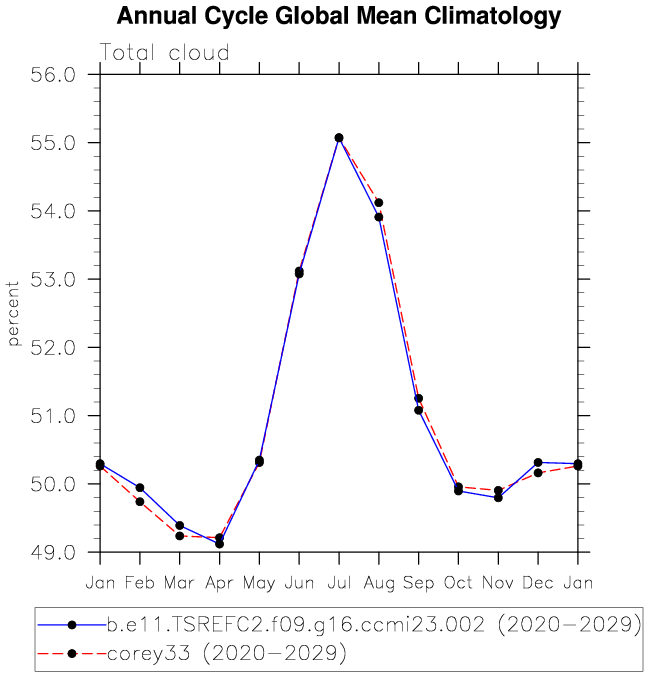 Annual Cycle Global Mean Climatology
Total cloud
56.0
55.0
54.0
53.0
52.0
51.0
50.0
49.0
percent
Jan Feb Mar Apr May Jun Jul Aug Sep Oct Nov Dec Jan
b.e11.TSREFC2.f09.g16.ccmi23.002 (2020-2029)
corey33 (2020-2029)